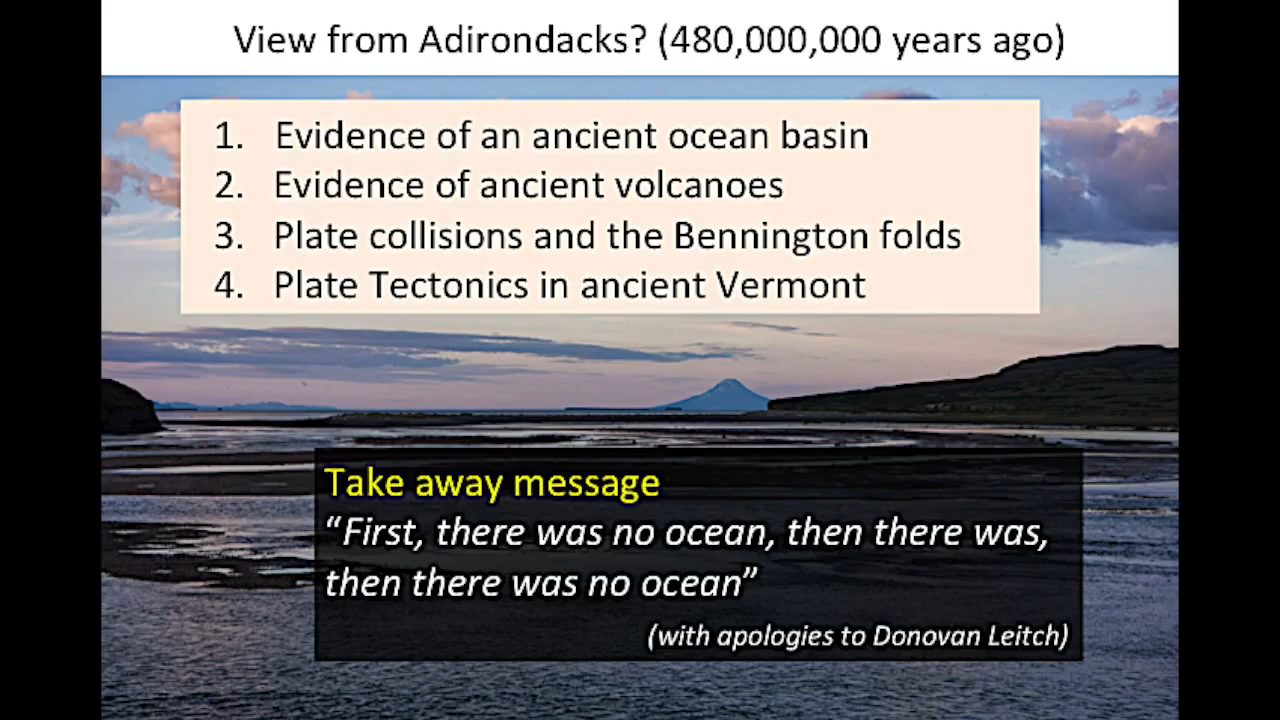 View from Adirondacks? (480,000,000 years ago)
1. Evidence of an ancient ocean basin
2. Evidence of ancient volcanoes
3. Plate collisions and the Bennington folds
4. Plate Tectonics in ancient Vermont
Take away message
“First, there was no ocean, then there was,
then there was no ocean”
(with apologies to Donovan Leitch)